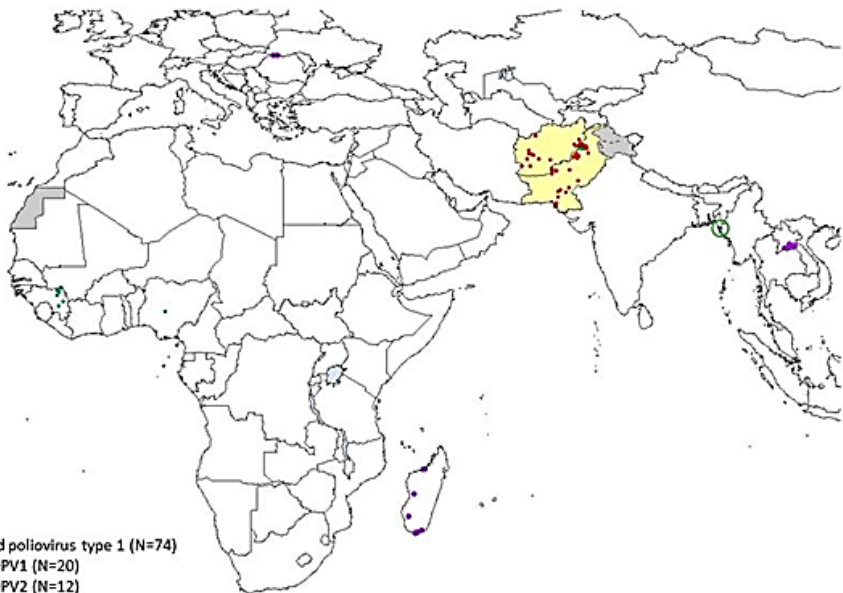 d poliovirus type 1 (N=74)
PV1 (N=20)
PV2 (N=12)